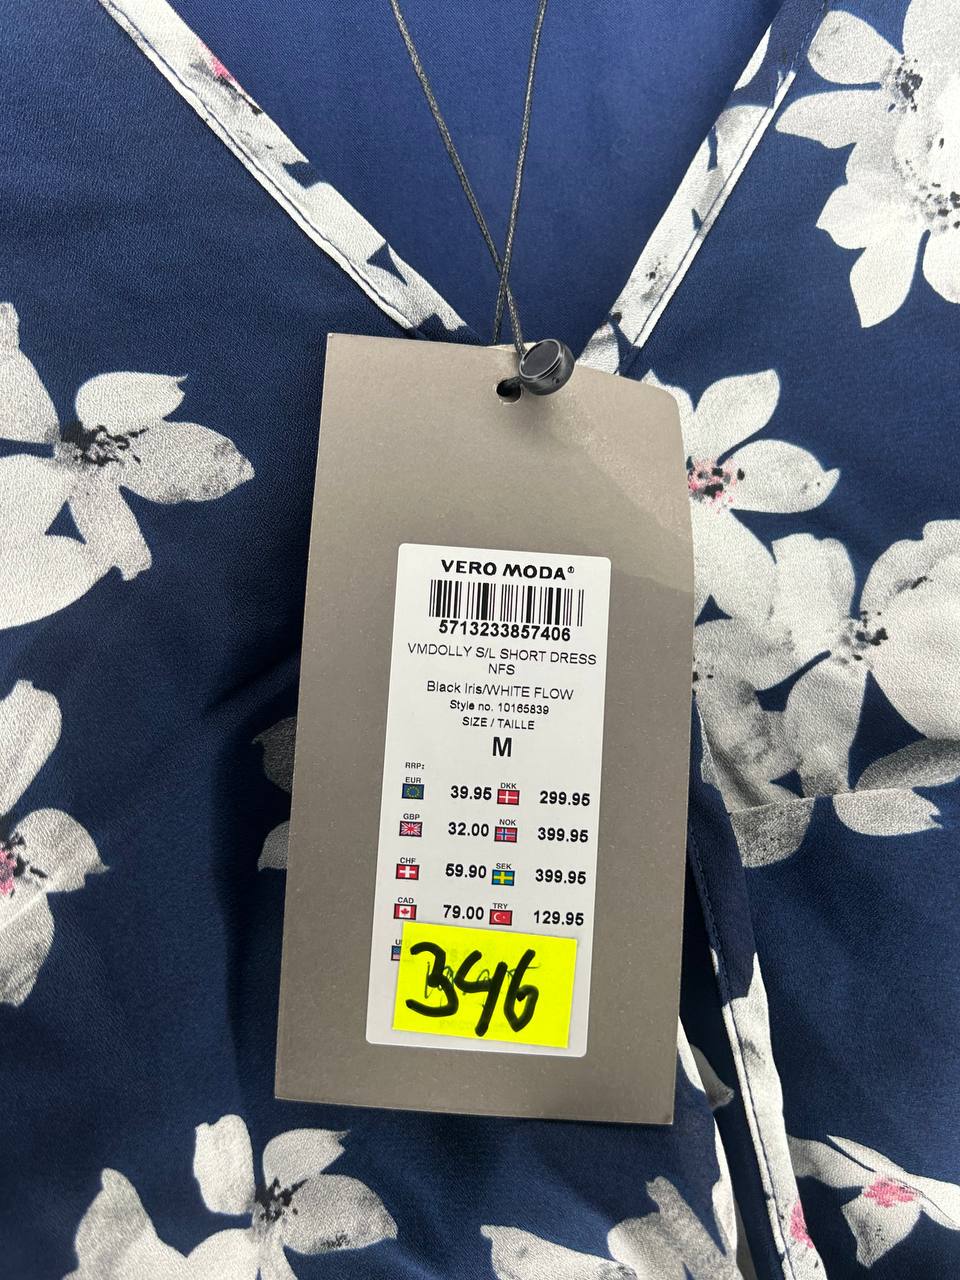 VERO MODA®
5713233857406
VMDOLLY S/L SHORT DRESS
NFS
Black Iris/WHITE FLOW
Style no. 10165839
SIZE / TAILLE
M
RRP:
EUR 39.95 DKK 299.95
GBP 32.00 NOK 399.95
CHF 59.90 SEK 399.95
CAD 79.00 TRY 129.95
346